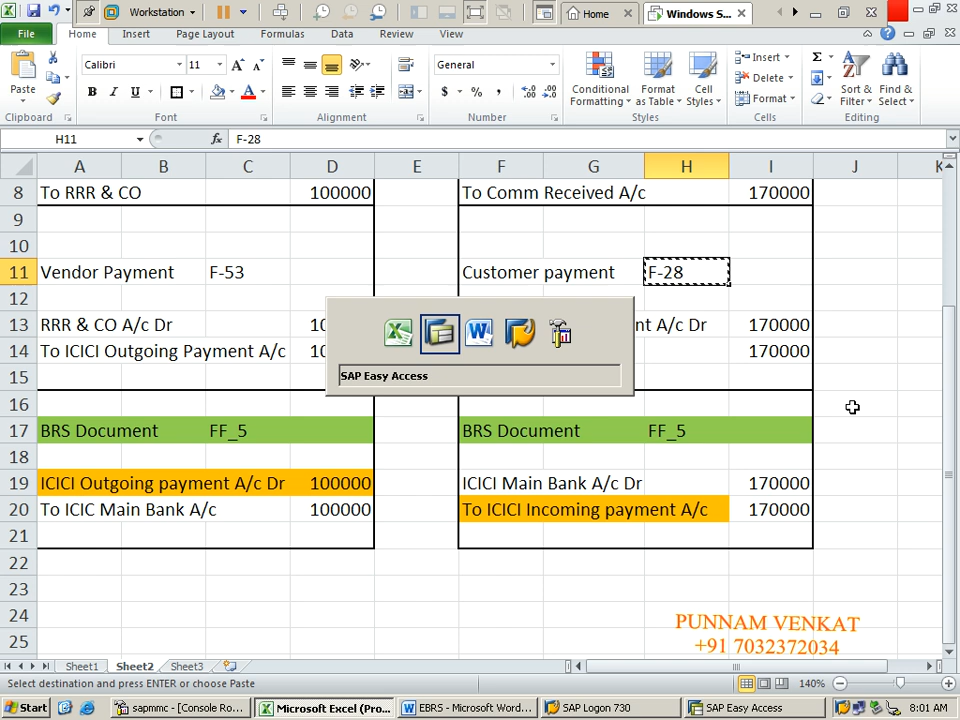 Workstation
Home
Windows S...
File
Home
Insert
Page Layout
Formulas
Data
Review
View
Paste
Clipboard
Calibri
11
B I U
Font
Alignment
General
$ % ,
Number
Conditional Formatting
Format as Table
Cell Styles
Styles
Insert
Delete
Format
Cells
Sort & Filter
Find & Select
Editing
H11
fx
F-28
A B C D E F G H I J K
8 To RRR & CO 100000 To Comm Received A/c 170000
9
10
11 Vendor Payment F-53 Customer payment F-28
12
13 RRR & CO A/c Dr 10 nt A/c Dr 170000
14 To ICICI Outgoing Payment A/c 10 170000
SAP Easy Access
15
16
17 BRS Document FF_5 BRS Document FF_5
18
19 ICICI Outgoing payment A/c Dr 100000 ICICI Main Bank A/c Dr 170000
20 To ICIC Main Bank A/c 100000 To ICICI Incoming payment A/c 170000
21
22
23
24
25
PUNNAM VENKAT
+91 7032372034
Sheet1 Sheet2 Sheet3
Select destination and press ENTER or choose Paste
140%
Start
sapmmc - [Console Ro...
Microsoft Excel (Pro...
EBRS - Microsoft Word...
SAP Logon 730
SAP Easy Access
8:01 AM